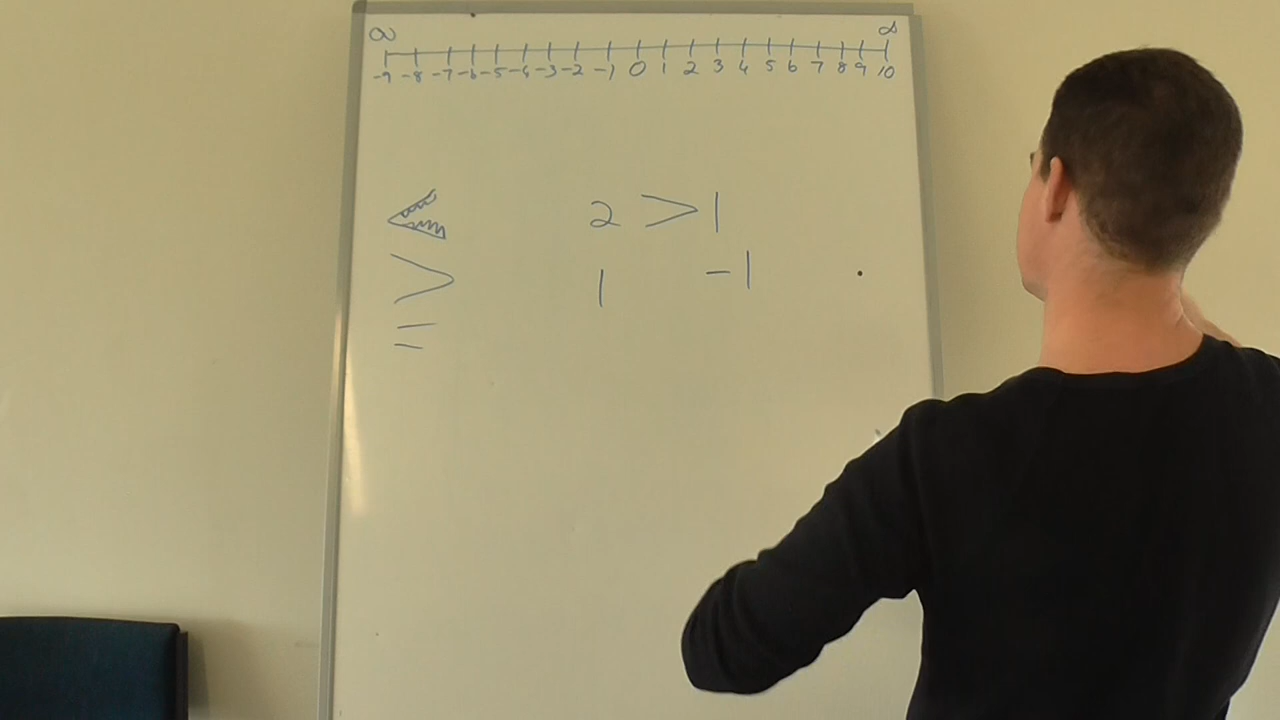 ∞ ∞
-9 -8 -7 -6 -5 -4 -3 -2 -1 0 1 2 3 4 5 6 7 8 9 10
< 2 > 1
> 1 -1
=